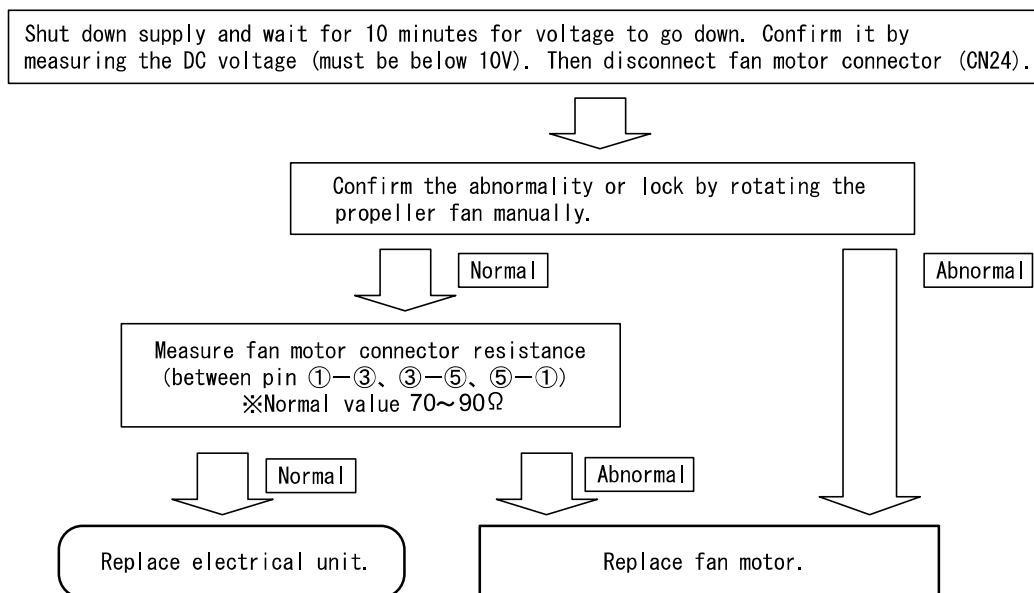 Shut down supply and wait for 10 minutes for voltage to go down. Confirm it by
measuring the DC voltage (must be below 10V). Then disconnect fan motor connector (CN24).
Confirm the abnormality or lock by rotating the
propeller fan manually.
Normal
Abnormal
Measure fan motor connector resistance
(between pin ①−③、③−⑤、⑤−①)
※Normal value 70～90Ω
Normal
Abnormal
Replace electrical unit.
Replace fan motor.